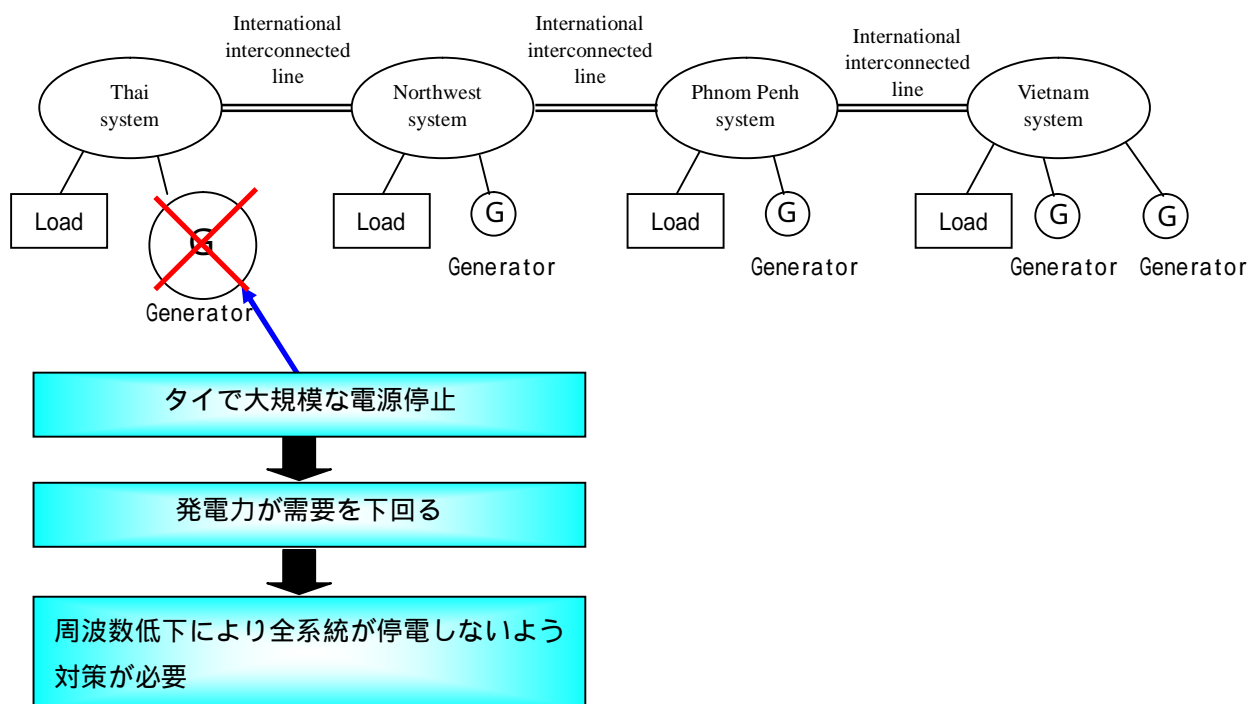 International
interconnected
line
International
interconnected
line
International
interconnected
line
Thai
system
Northwest
system
Phnom Penh
system
Vietnam
system
Load
G
Generator
Load
G
Generator
Load
G
Generator
Load
G
Generator
G
Generator
タイで大規模な電源停止
発電力が需要を下回る
周波数低下により全系統が停電しないよう
対策が必要